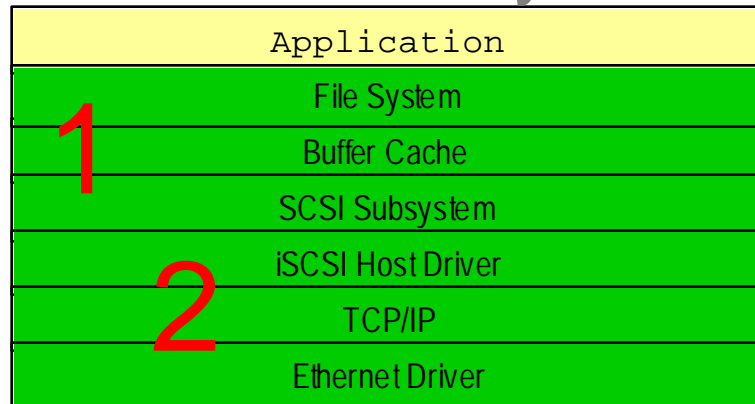 Application
File System
1
Buffer Cache
SCSI Subsystem
iSCSI Host Driver
2
TCP/IP
Ethernet Driver